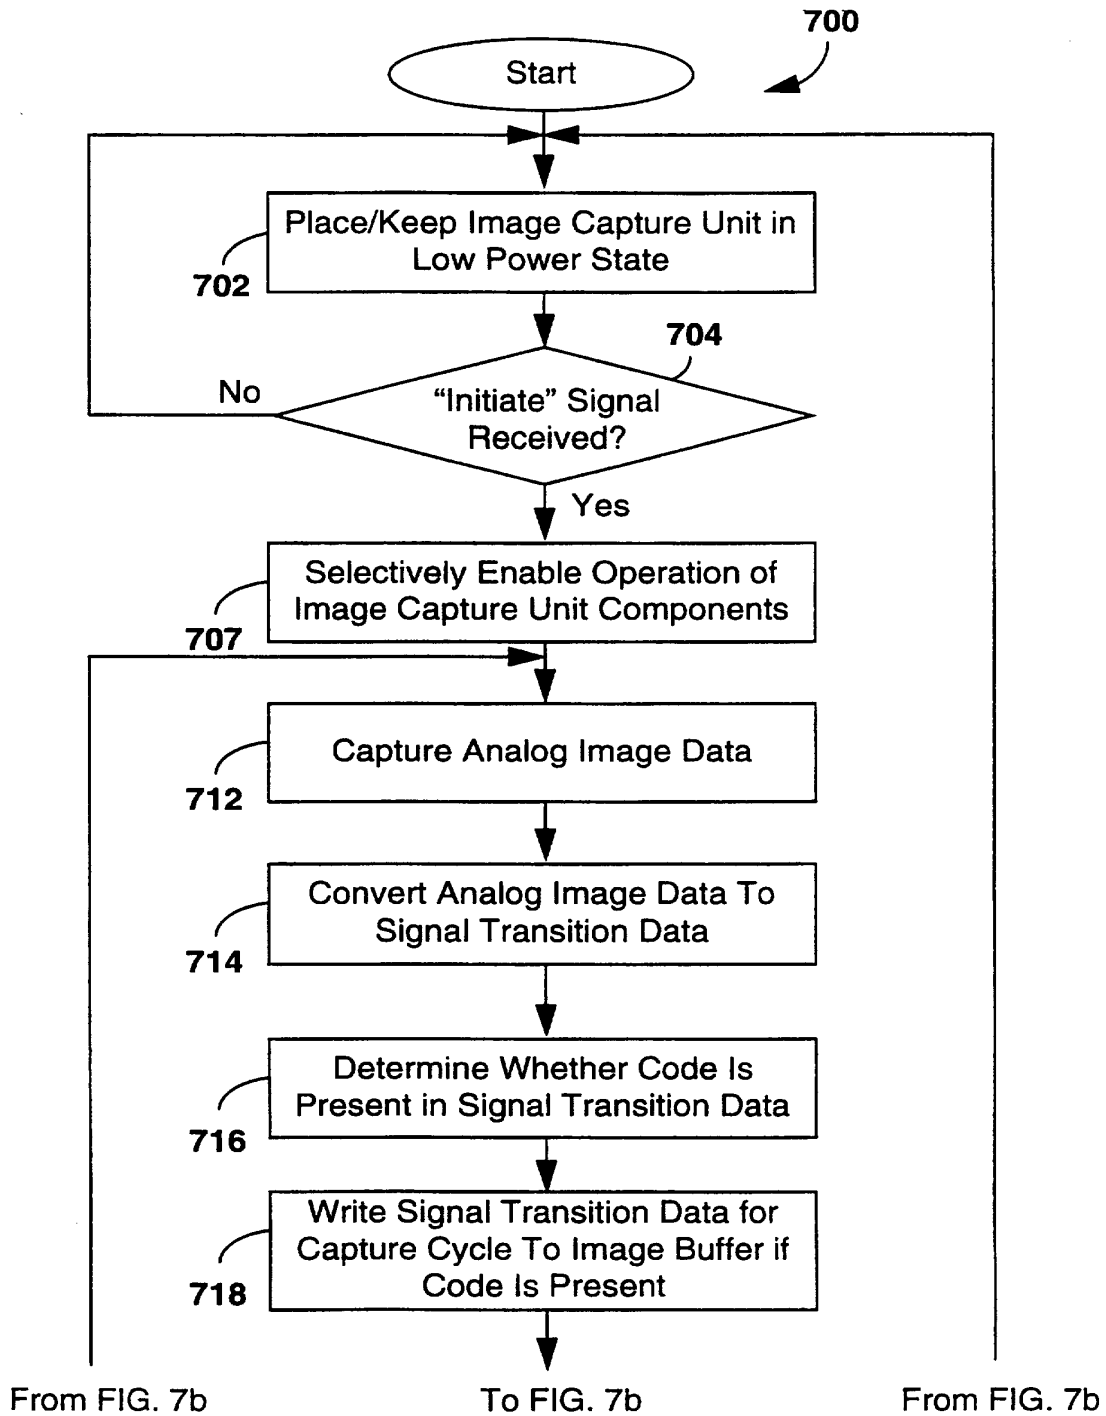 700
Start
Place/Keep Image Capture Unit in
Low Power State
702
704
No
“Initiate” Signal
Received?
Yes
Selectively Enable Operation of
Image Capture Unit Components
707
Capture Analog Image Data
712
Convert Analog Image Data To
Signal Transition Data
714
Determine Whether Code Is
Present in Signal Transition Data
716
Write Signal Transition Data for
Capture Cycle To Image Buffer if
Code Is Present
718
From FIG. 7b
To FIG. 7b
From FIG. 7b